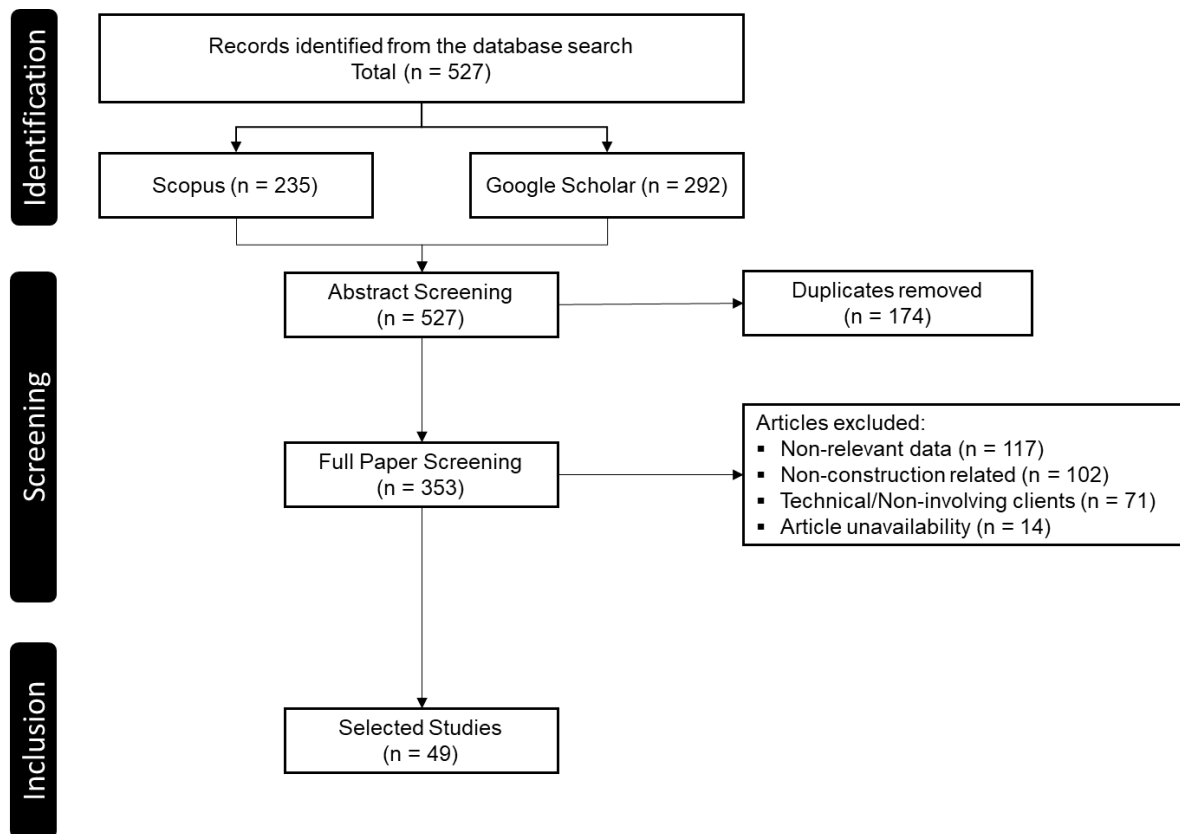 Identification
Records identified from the database search
Total (n = 527)
Scopus (n = 235)
Google Scholar (n = 292)
Screening
Abstract Screening
(n = 527)
Duplicates removed
(n = 174)
Full Paper Screening
(n = 353)
Articles excluded:
▪ Non-relevant data (n = 117)
▪ Non-construction related (n = 102)
▪ Technical/Non-involving clients (n = 71)
▪ Article unavailability (n = 14)
Inclusion
Selected Studies
(n = 49)